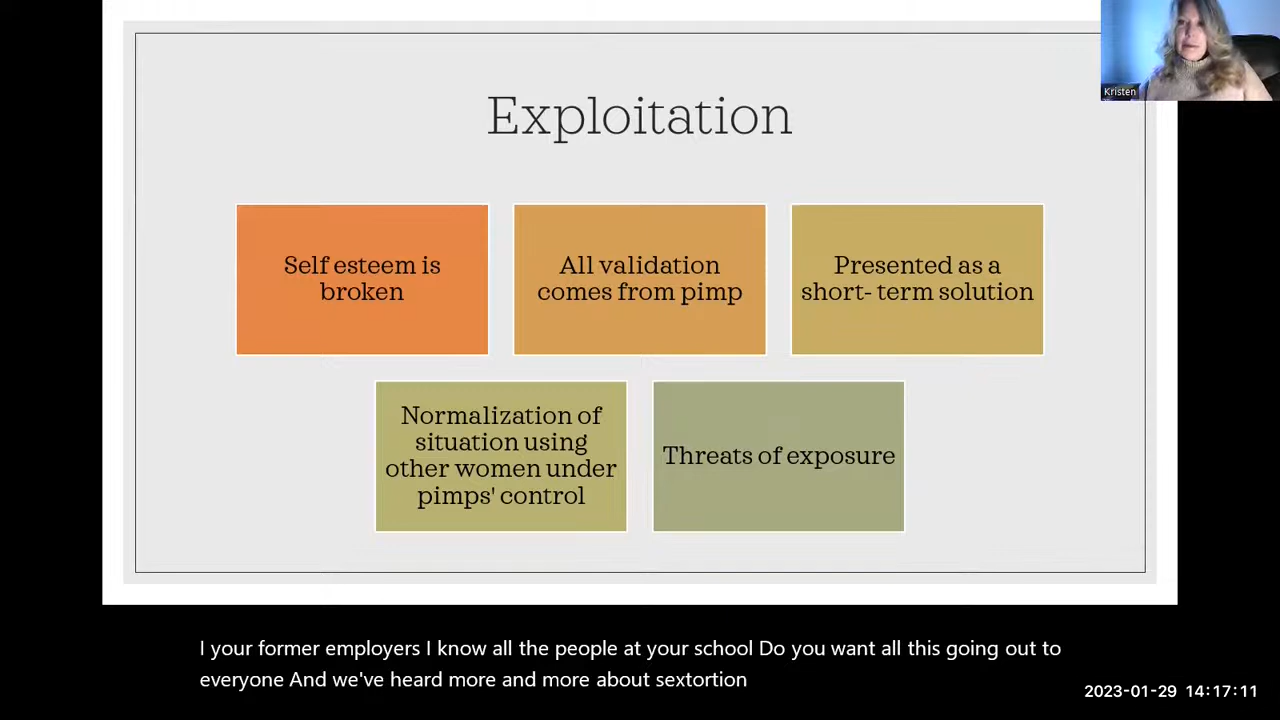 Kristen
Exploitation
Self esteem is
broken
All validation
comes from pimp
Presented as a
short- term solution
Normalization of
situation using
other women under
pimps' control
Threats of exposure
I your former employers I know all the people at your school Do you want all this going out to
everyone And we've heard more and more about sextortion
2023-01-29 14:17:11